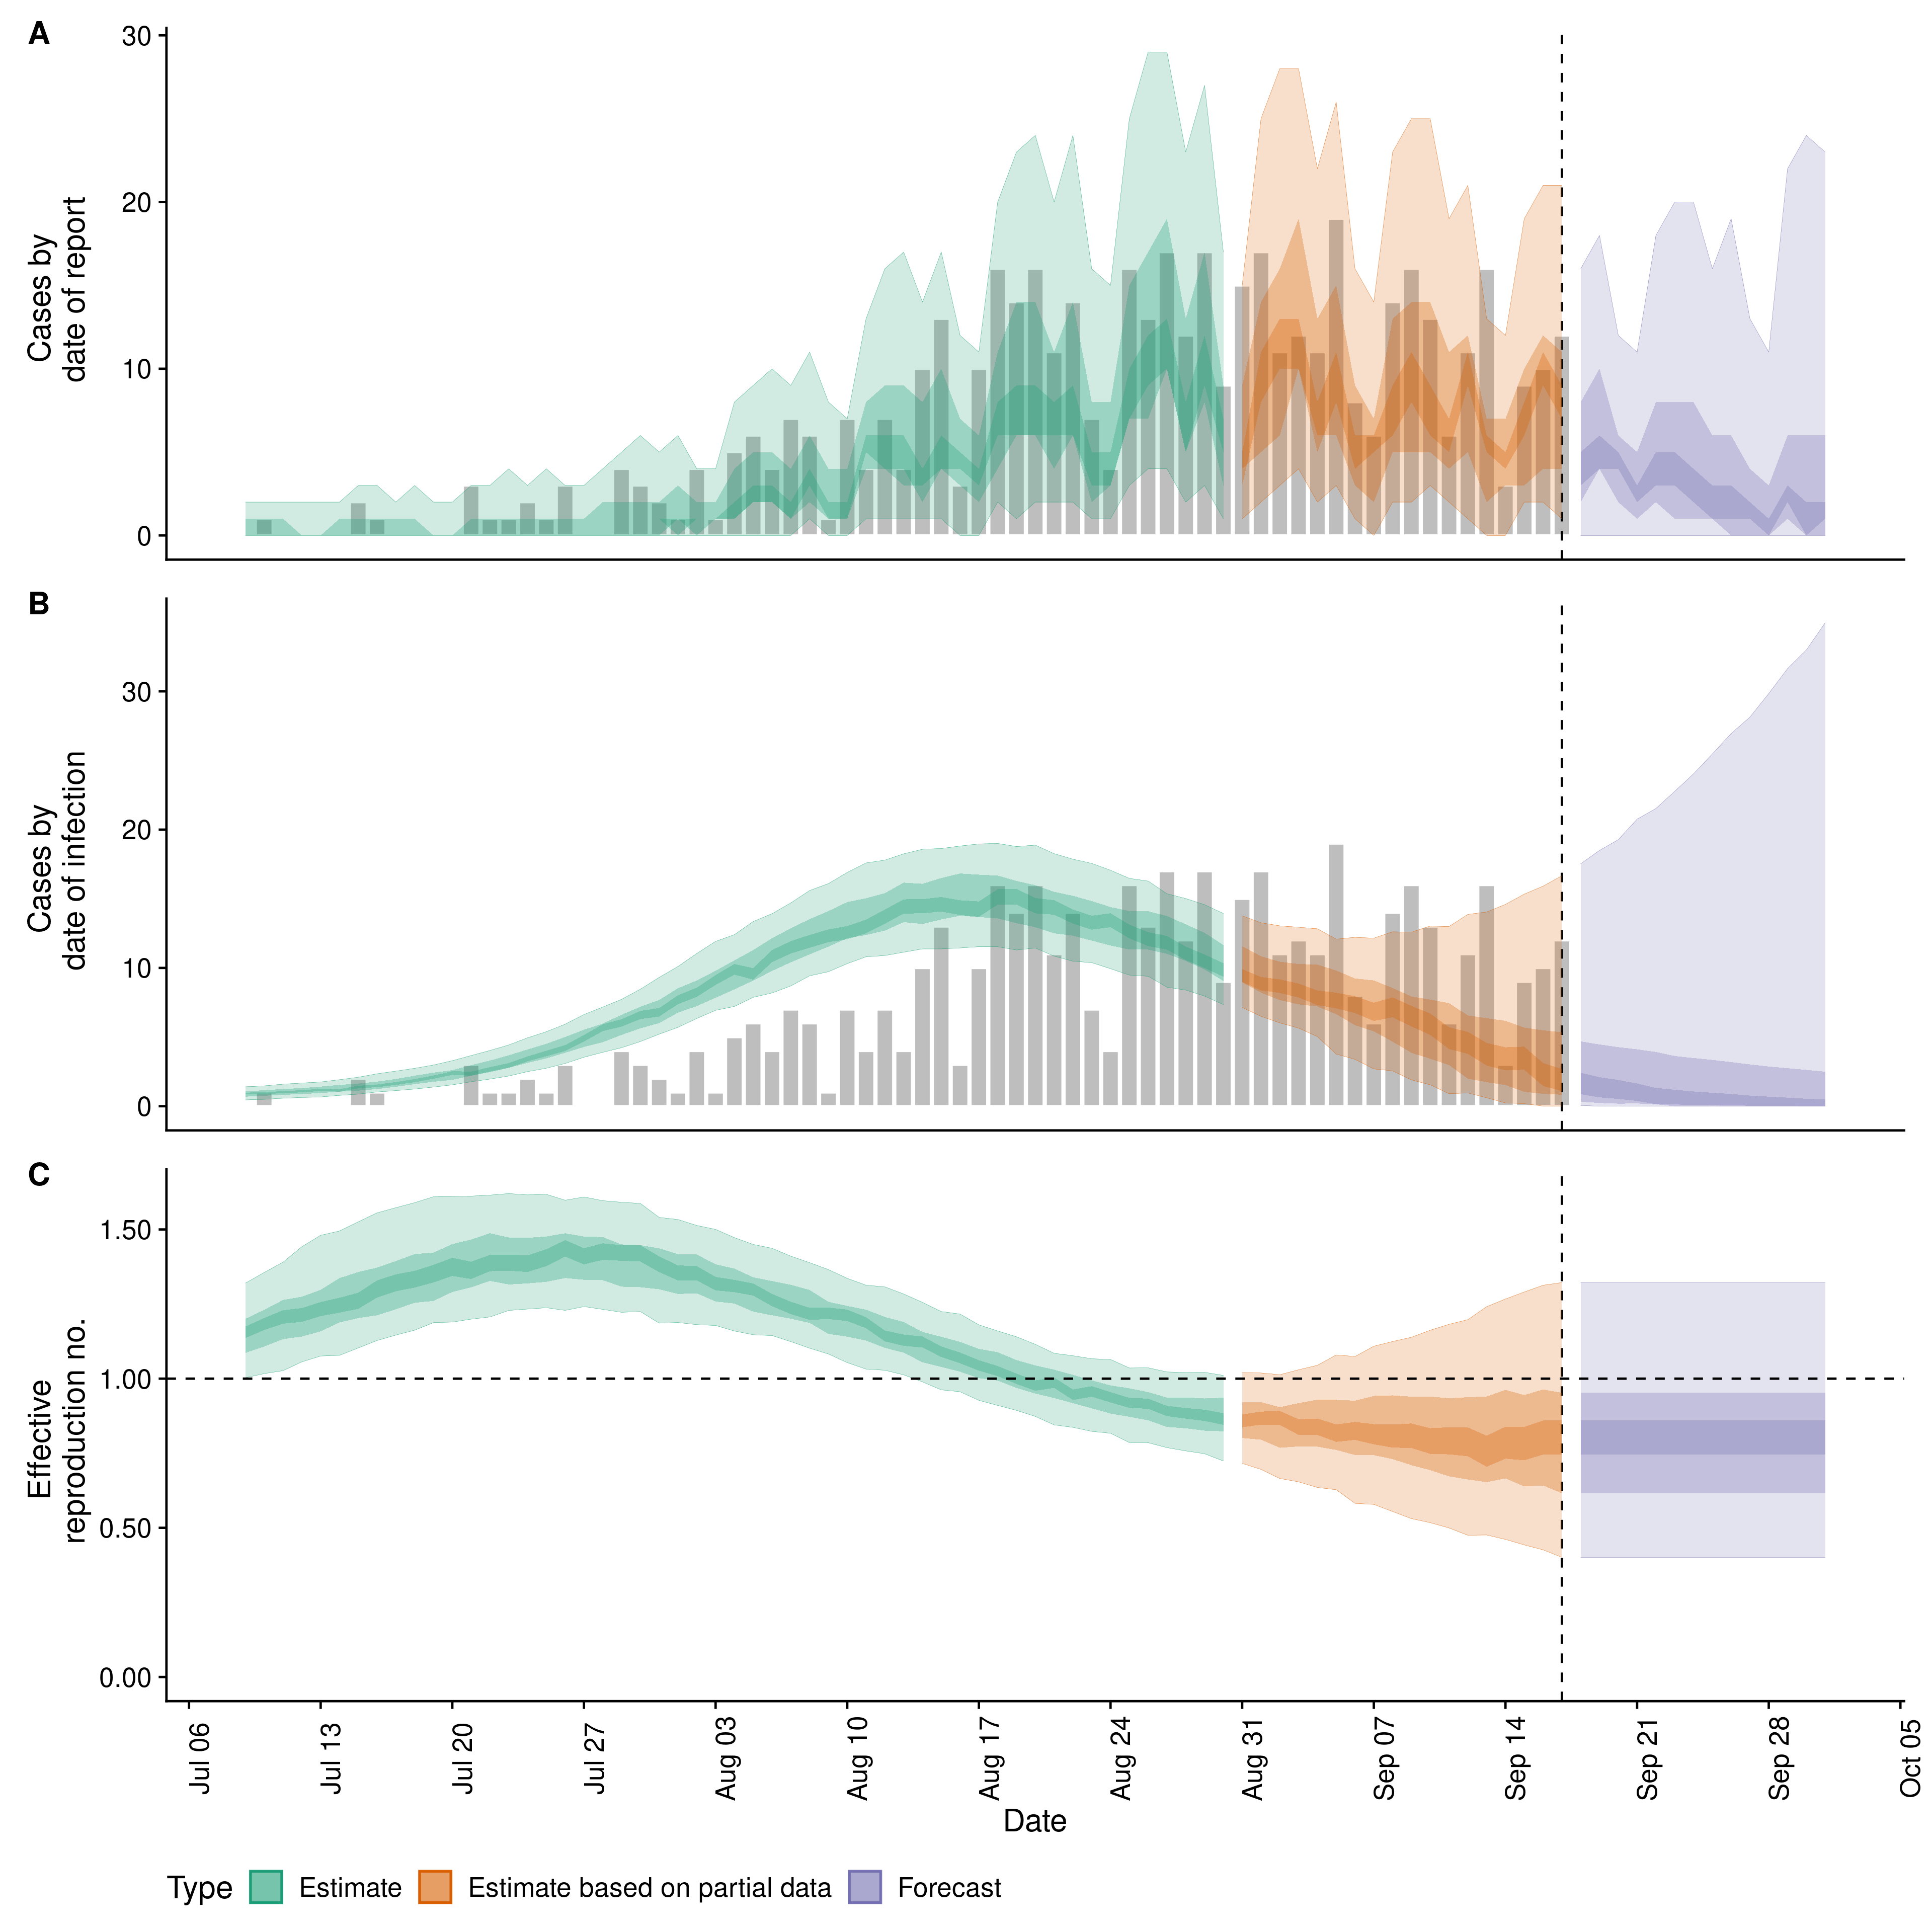 A
Cases by
date of report
30
20
10
0
B
Cases by
date of infection
30
20
10
0
C
Effective
reproduction no.
1.50
1.00
0.50
0.00
Jul 06
Jul 13
Jul 20
Jul 27
Aug 03
Aug 10
Aug 17
Aug 24
Aug 31
Sep 07
Sep 14
Sep 21
Sep 28
Oct 05
Date
Type Estimate Estimate based on partial data Forecast